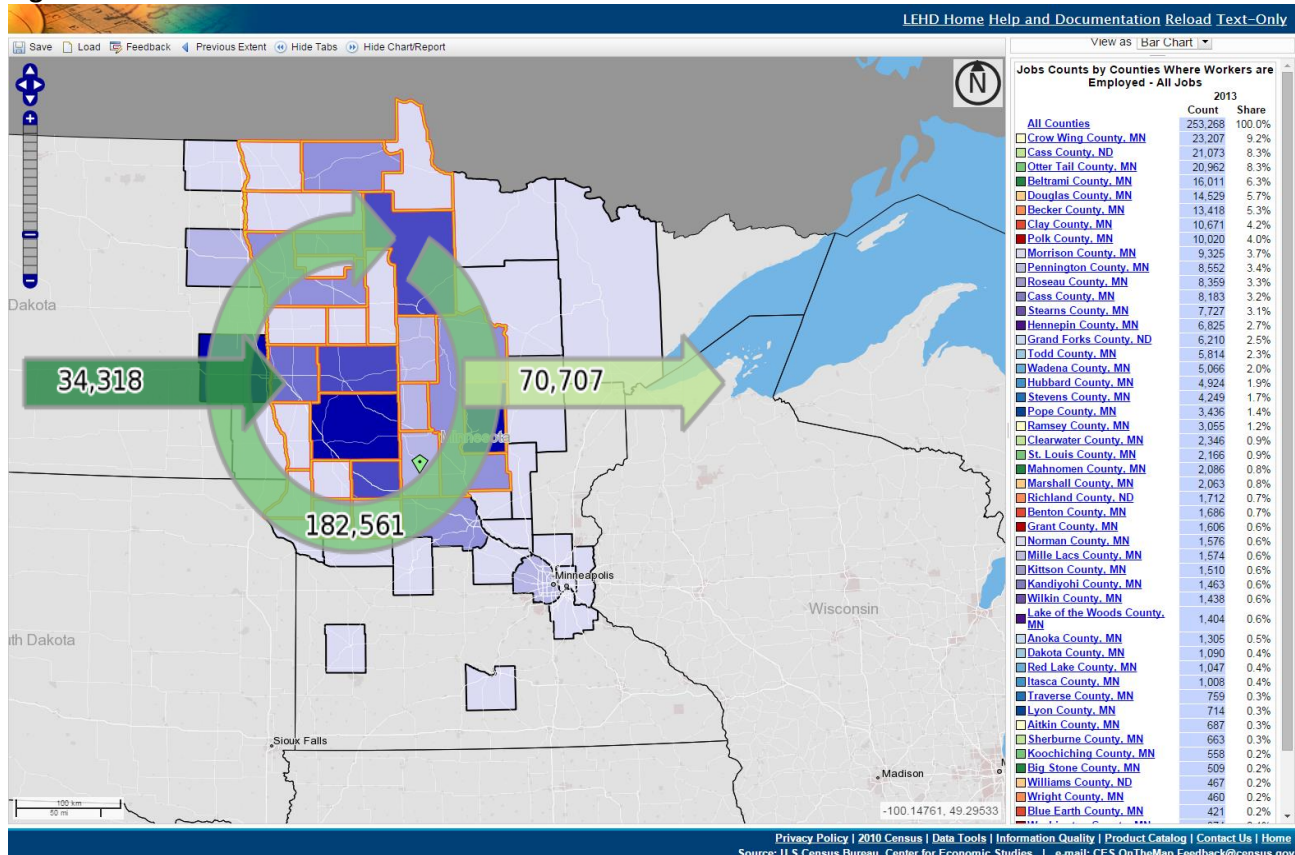 LEHD Home Help and Documentation Reload Text-Only
Save Load Feedback Previous Extent Hide Tabs Hide Chart/Report
View as Bar Chart
N
Dakota
34,318
70,707
182,561
Minnesota
Minneapolis
Wisconsin
uth Dakota
Sioux Falls
Madison
100 km
50 mi
-100.14761, 49.29533
Jobs Counts by Counties Where Workers are
Employed - All Jobs
2013
Count Share
All Counties 253,268 100.0%
Crow Wing County, MN 23,207 9.2%
Cass County, ND 21,073 8.3%
Otter Tail County, MN 20,962 8.3%
Beltrami County, MN 16,011 6.3%
Douglas County, MN 14,529 5.7%
Becker County, MN 13,418 5.3%
Clay County, MN 10,671 4.2%
Polk County, MN 10,020 4.0%
Morrison County, MN 9,325 3.7%
Pennington County, MN 8,552 3.4%
Roseau County, MN 8,359 3.3%
Cass County, MN 8,183 3.2%
Stearns County, MN 7,727 3.1%
Hennepin County, MN 6,825 2.7%
Grand Forks County, ND 6,210 2.5%
Todd County, MN 5,814 2.3%
Wadena County, MN 5,066 2.0%
Hubbard County, MN 4,924 1.9%
Stevens County, MN 4,249 1.7%
Pope County, MN 3,436 1.4%
Ramsey County, MN 3,055 1.2%
Clearwater County, MN 2,346 0.9%
St. Louis County, MN 2,166 0.9%
Mahnomen County, MN 2,086 0.8%
Marshall County, MN 2,063 0.8%
Richland County, ND 1,712 0.7%
Benton County, MN 1,686 0.7%
Grant County, MN 1,606 0.6%
Norman County, MN 1,576 0.6%
Mille Lacs County, MN 1,574 0.6%
Kittson County, MN 1,510 0.6%
Kandiyohi County, MN 1,463 0.6%
Wilkin County, MN 1,438 0.6%
Lake of the Woods County,
MN 1,404 0.6%
Anoka County, MN 1,305 0.5%
Dakota County, MN 1,090 0.4%
Red Lake County, MN 1,047 0.4%
Itasca County, MN 1,008 0.4%
Traverse County, MN 759 0.3%
Lyon County, MN 714 0.3%
Aitkin County, MN 687 0.3%
Sherburne County, MN 663 0.3%
Koochiching County, MN 558 0.2%
Big Stone County, MN 509 0.2%
Williams County, ND 467 0.2%
Wright County, MN 460 0.2%
Blue Earth County, MN 421 0.2%
Privacy Policy | 2010 Census | Data Tools | Information Quality | Product Catalog | Contact Us | Home
Source: U.S. Census Bureau, Center for Economic Studies | e-mail: CES.OnTheMap.Feedback@census.gov